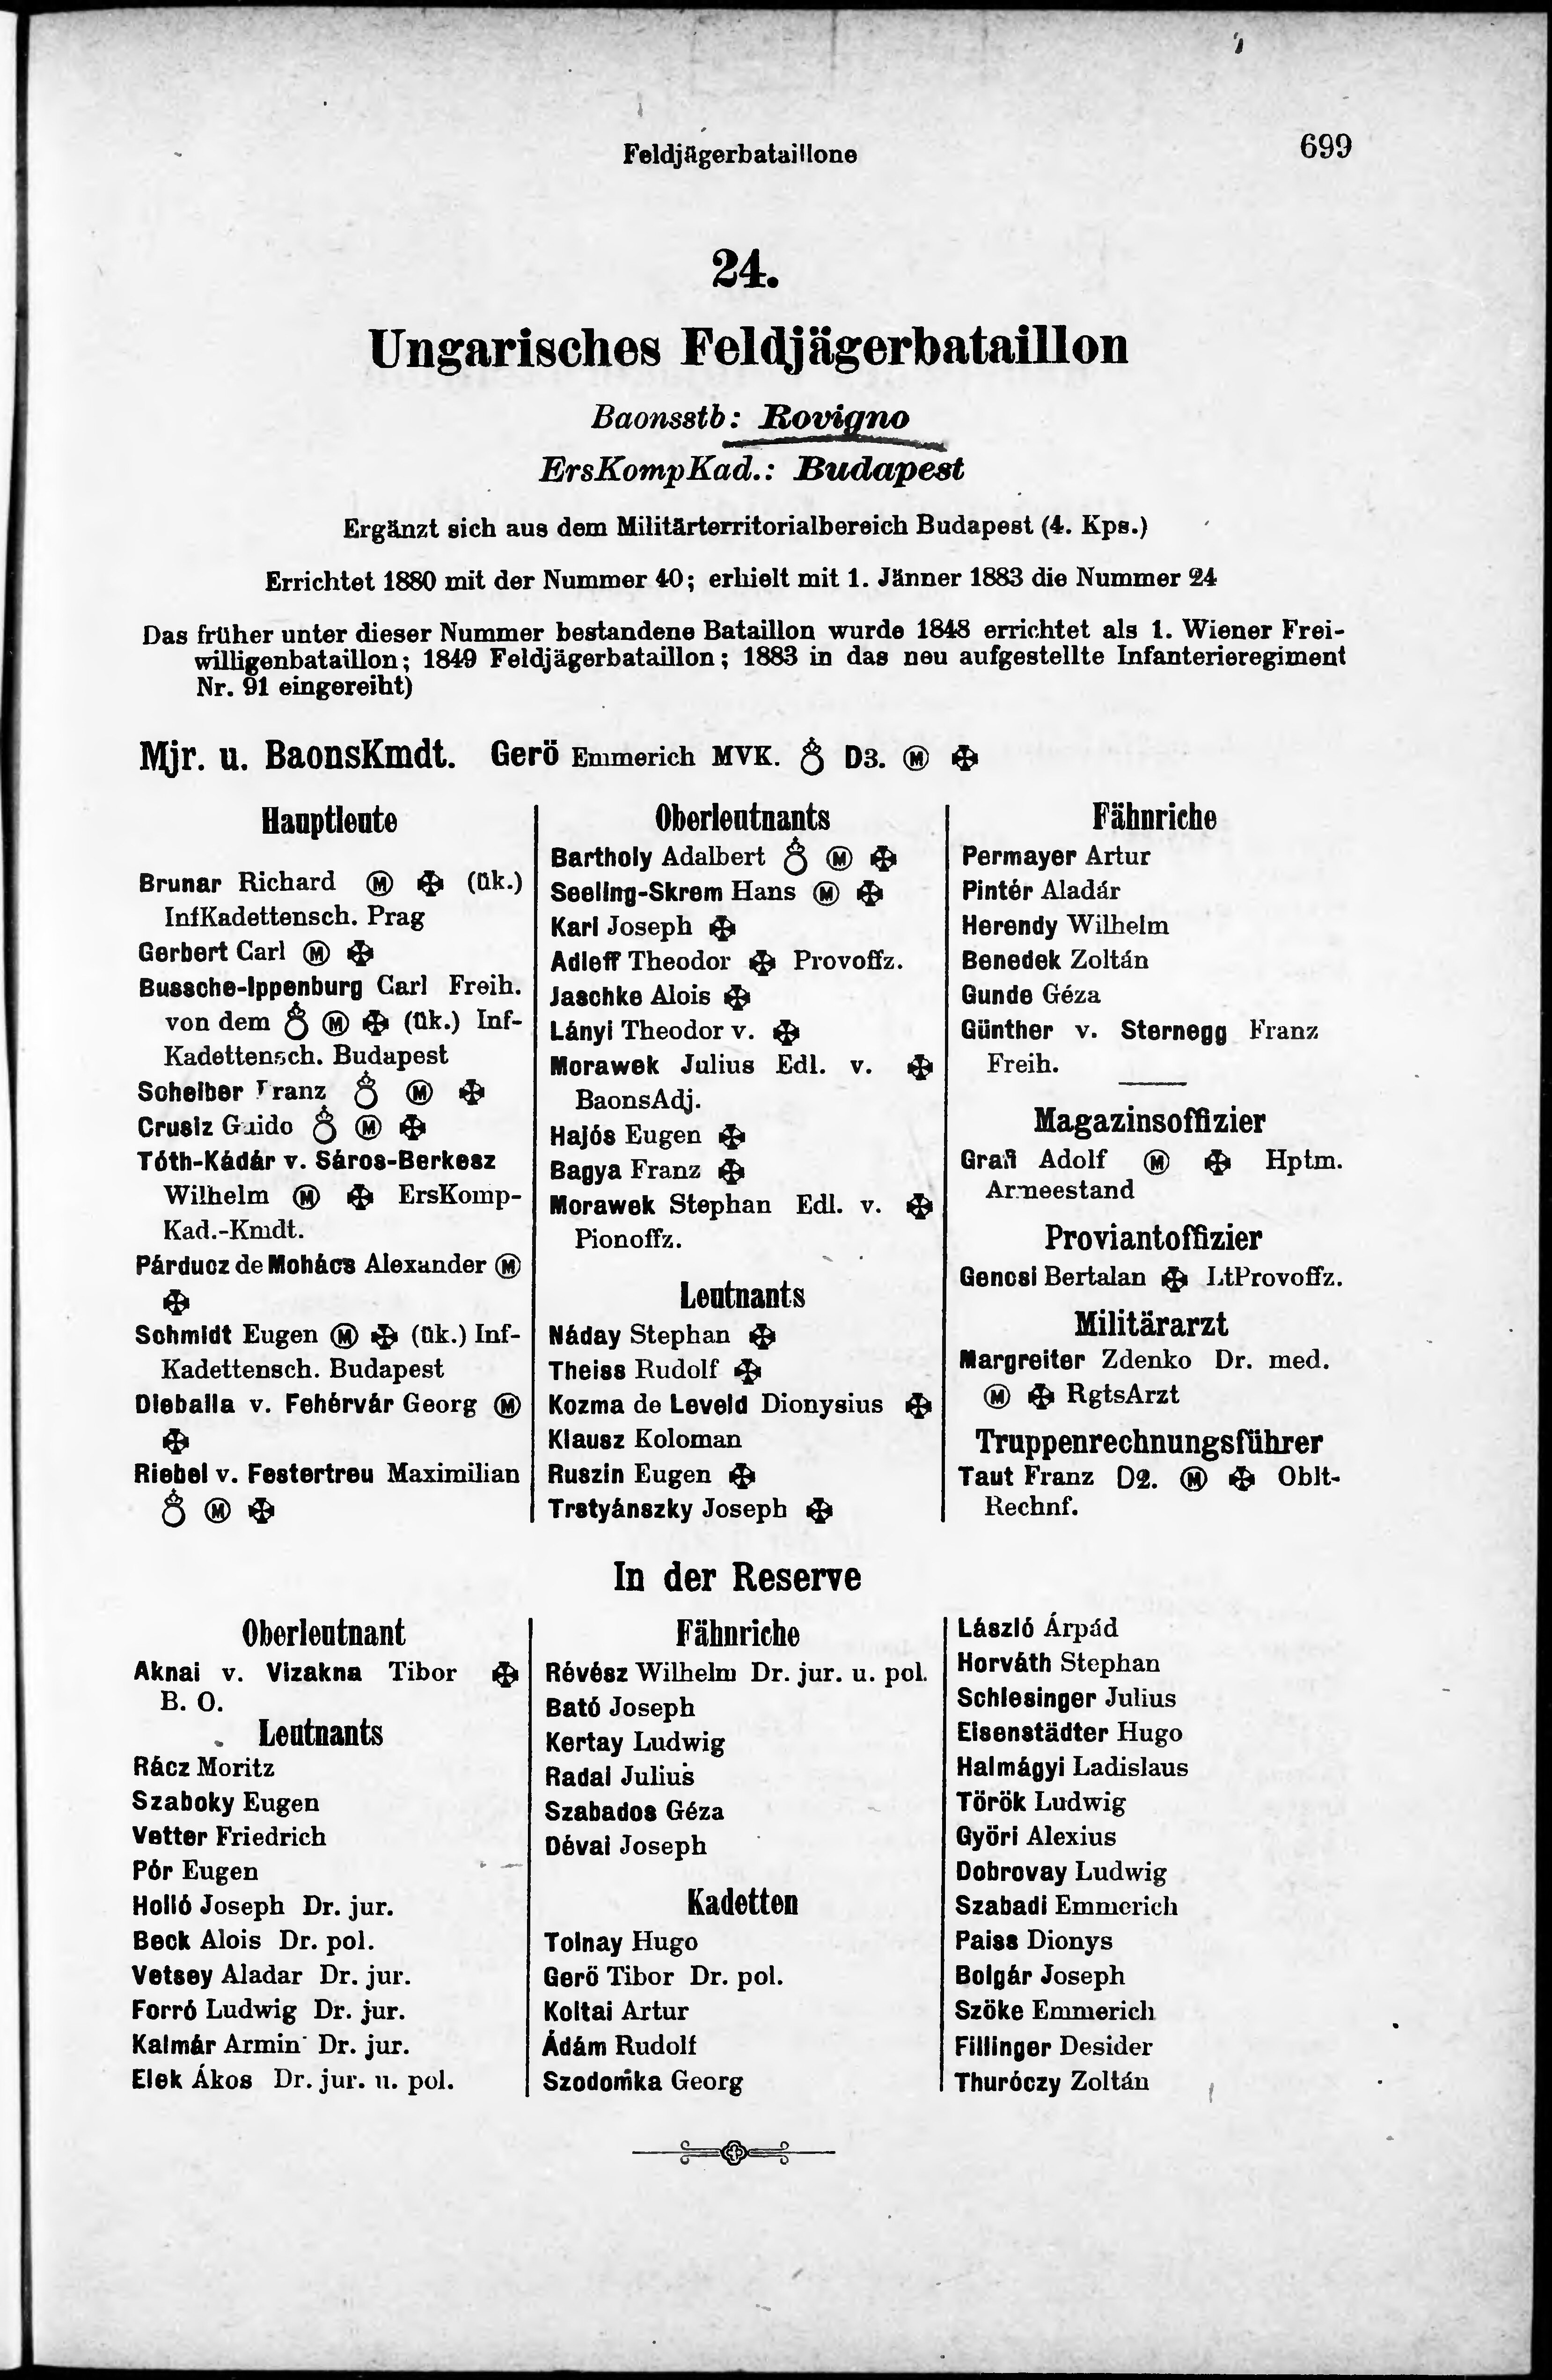 Feldjägerbataillone
699
24.
Ungarisches Feldjägerbataillon
Baonsstb: Rovigno
ErsKompKad.: Budapest
Ergänzt sich aus dem Militärterritorialbereich Budapest (4. Kps.)
Errichtet 1880 mit der Nummer 40; erhielt mit 1. Jänner 1883 die Nummer 24
Das früher unter dieser Nummer bestandene Bataillon wurde 1848 errichtet als 1. Wiener Frei-
willigenbataillon; 1849 Feldjägerbataillon; 1883 in das neu aufgestellte Infanterieregiment
Nr. 91 eingereiht)
Mjr. u. BaonsKmdt. Gerö Emmerich MVK. D3. Ⓜ ✠
Hauptleute
Brunar Richard Ⓜ ✠ (ük.)
InfKadettensch. Prag
Gerbert Carl Ⓜ ✠
Bussche-Ippenburg Carl Freih.
von dem Ⓜ ✠ (ük.) Inf-
Kadettensch. Budapest
Scheiber Franz Ⓜ ✠
Crusiz Guido Ⓜ ✠
Tóth-Kádár v. Sáros-Berkesz
Wilhelm Ⓜ ✠ ErsKomp-
Kad.-Kmdt.
Párducz de Mohács Alexander Ⓜ
✠
Schmidt Eugen Ⓜ ✠ (ük.) Inf-
Kadettensch. Budapest
Dieballa v. Fehérvár Georg Ⓜ
✠
Riebel v. Festertreu Maximilian
Ⓜ ✠
Oberleutnants
Bartholy Adalbert Ⓜ ✠
Seeling-Skrem Hans Ⓜ ✠
Karl Joseph ✠
Adleff Theodor ✠ Provoffz.
Jaschke Alois ✠
Lányi Theodor v. ✠
Morawek Julius Edl. v. ✠
BaonsAdj.
Hajós Eugen ✠
Bagya Franz ✠
Morawek Stephan Edl. v. ✠
Pionoffz.
Leutnants
Náday Stephan ✠
Theiss Rudolf ✠
Kozma de Leveld Dionysius ✠
Klausz Koloman
Ruszin Eugen ✠
Trstyánszky Joseph ✠
Fähnriche
Permayer Artur
Pintér Aladár
Herendy Wilhelm
Benedek Zoltán
Gunde Géza
Günther v. Sternegg Franz
Freih.
Magazinsoffizier
Grafl Adolf Ⓜ ✠ Hptm.
Armeestand
Proviantoffizier
Gencsi Bertalan ✠ LtProvoffz.
Militärarzt
Margreiter Zdenko Dr. med.
Ⓜ ✠ RgtsArzt
Truppenrechnungsführer
Taut Franz D2. Ⓜ ✠ Oblt-
Rechnf.
In der Reserve
Oberleutnant
Aknai v. Vizakna Tibor ✠
B. O.
Leutnants
Rácz Moritz
Szaboky Eugen
Vetter Friedrich
Pór Eugen
Holló Joseph Dr. jur.
Beck Alois Dr. pol.
Vetsey Aladar Dr. jur.
Forró Ludwig Dr. jur.
Kalmár Armin Dr. jur.
Elek Ákos Dr. jur. u. pol.
Fähnriche
Révész Wilhelm Dr. jur. u. pol.
Bató Joseph
Kertay Ludwig
Radai Julius
Szabados Géza
Dévai Joseph
Kadetten
Tolnay Hugo
Gerö Tibor Dr. pol.
Koltai Artur
Ádám Rudolf
Szodomka Georg
László Árpád
Horváth Stephan
Schlesinger Julius
Eisenstädter Hugo
Halmágyi Ladislaus
Török Ludwig
Györi Alexius
Dobrovay Ludwig
Szabadi Emmerich
Paiss Dionys
Bolgár Joseph
Szöke Emmerich
Fillinger Desider
Thuróczy Zoltán